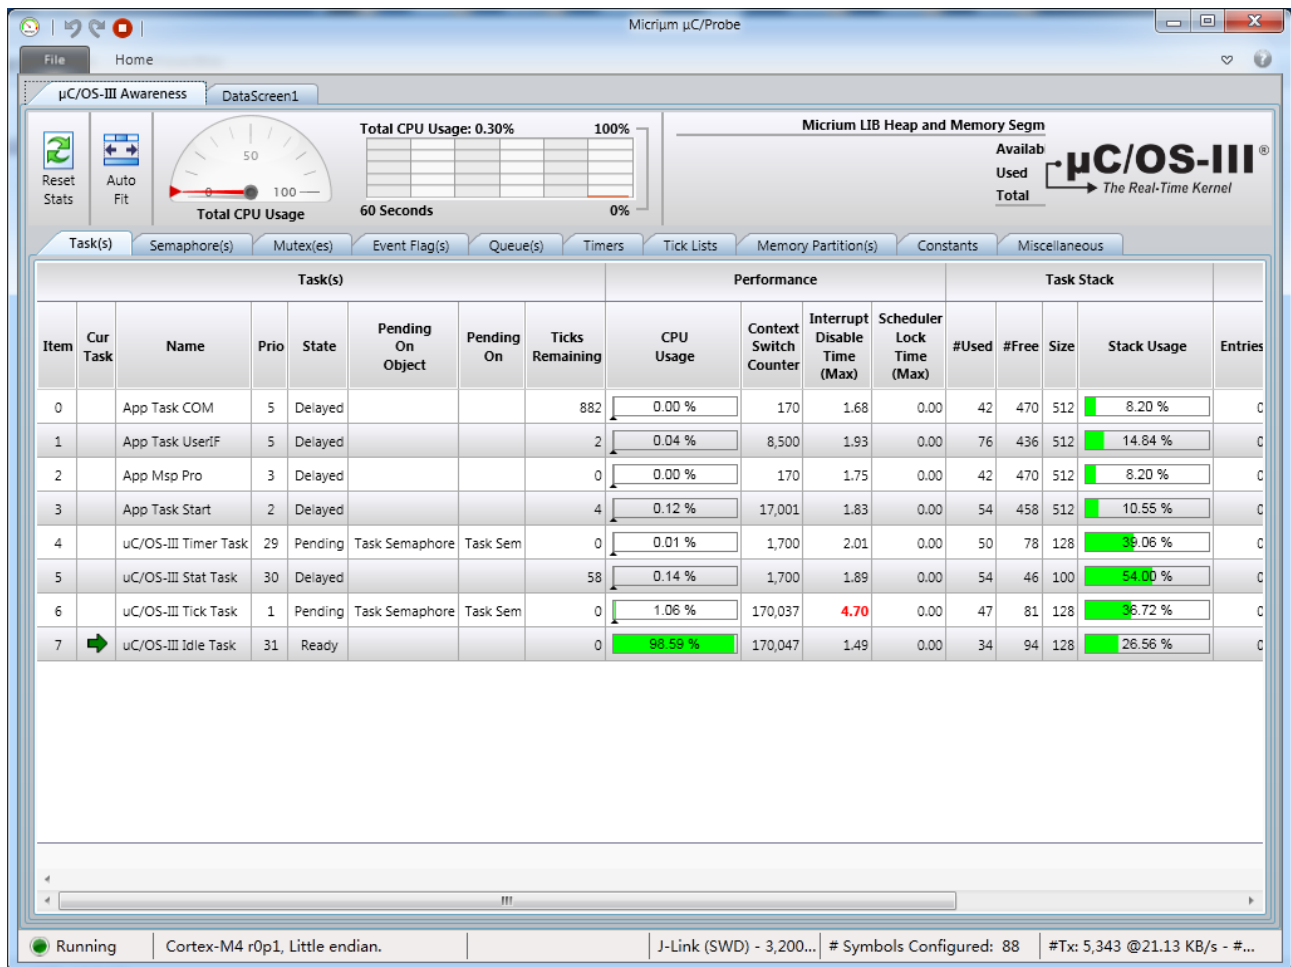 Micriµm µC/Probe
File Home
µC/OS-III Awareness DataScreen1
Reset Stats
Auto Fit
50
0 100
Total CPU Usage
Total CPU Usage: 0.30% 100%
60 Seconds 0%
Micrium LIB Heap and Memory Segm
Availab
Used
Total
µC/OS-III®
The Real-Time Kernel
Task(s) Semaphore(s) Mutex(es) Event Flag(s) Queue(s) Timers Tick Lists Memory Partition(s) Constants Miscellaneous
Task(s) Performance Task Stack
Item Cur Task Name Prio State Pending On Object Pending On Ticks Remaining CPU Usage Context Switch Counter Interrupt Disable Time (Max) Scheduler Lock Time (Max) #Used #Free Size Stack Usage Entries
0 App Task COM 5 Delayed 882 0.00 % 170 1.68 0.00 42 470 512 8.20 % 0
1 App Task UserIF 5 Delayed 2 0.04 % 8,500 1.93 0.00 76 436 512 14.84 % 0
2 App Msp Pro 3 Delayed 0 0.00 % 170 1.75 0.00 42 470 512 8.20 % 0
3 App Task Start 2 Delayed 4 0.12 % 17,001 1.83 0.00 54 458 512 10.55 % 0
4 uC/OS-III Timer Task 29 Pending Task Semaphore Task Sem 0 0.01 % 1,700 2.01 0.00 50 78 128 39.06 % 0
5 uC/OS-III Stat Task 30 Delayed 58 0.14 % 1,700 1.89 0.00 54 46 100 54.00 % 0
6 uC/OS-III Tick Task 1 Pending Task Semaphore Task Sem 0 1.06 % 170,037 4.70 0.00 47 81 128 36.72 % 0
7 uC/OS-III Idle Task 31 Ready 0 98.59 % 170,047 1.49 0.00 34 94 128 26.56 % 0
Running Cortex-M4 r0p1, Little endian. J-Link (SWD) - 3,200... # Symbols Configured: 88 #Tx: 5,343 @21.13 KB/s - #...